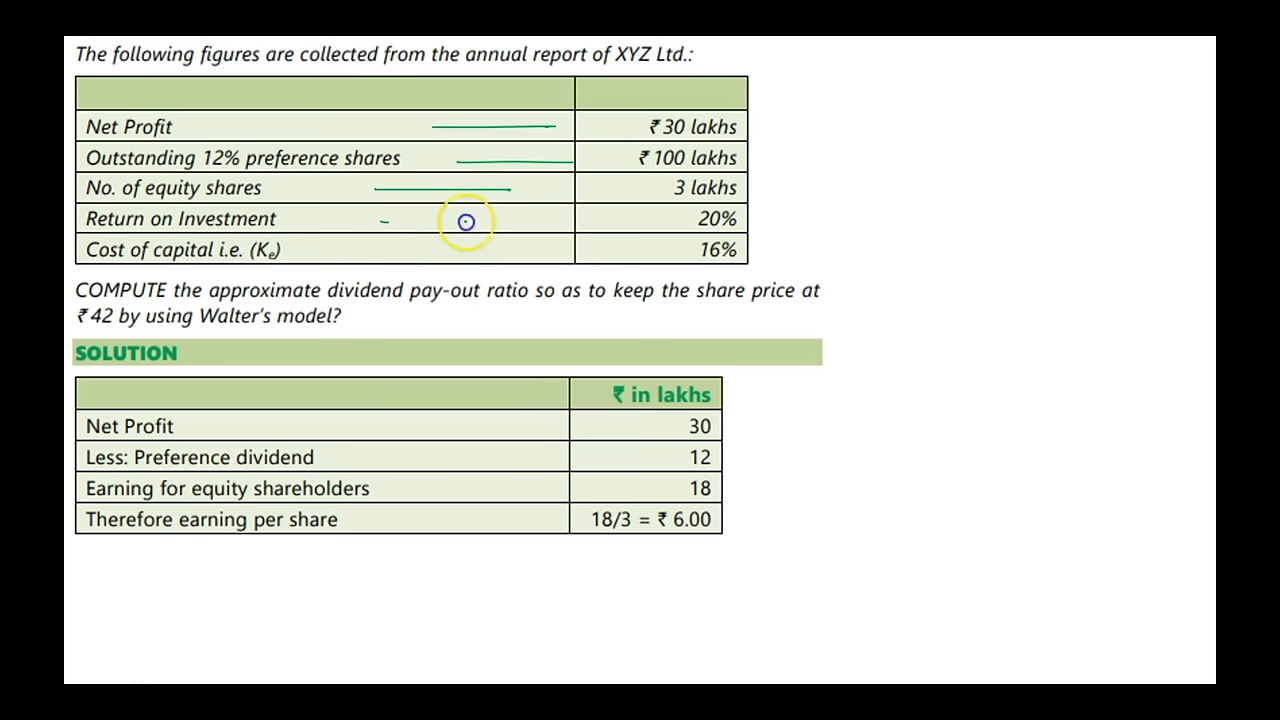 The following figures are collected from the annual report of XYZ Ltd.:
Net Profit ₹ 30 lakhs
Outstanding 12% preference shares ₹ 100 lakhs
No. of equity shares 3 lakhs
Return on Investment 20%
Cost of capital i.e. (Kₑ) 16%
COMPUTE the approximate dividend pay-out ratio so as to keep the share price at
₹ 42 by using Walter's model?
SOLUTION
₹ in lakhs
Net Profit 30
Less: Preference dividend 12
Earning for equity shareholders 18
Therefore earning per share 18/3 = ₹ 6.00